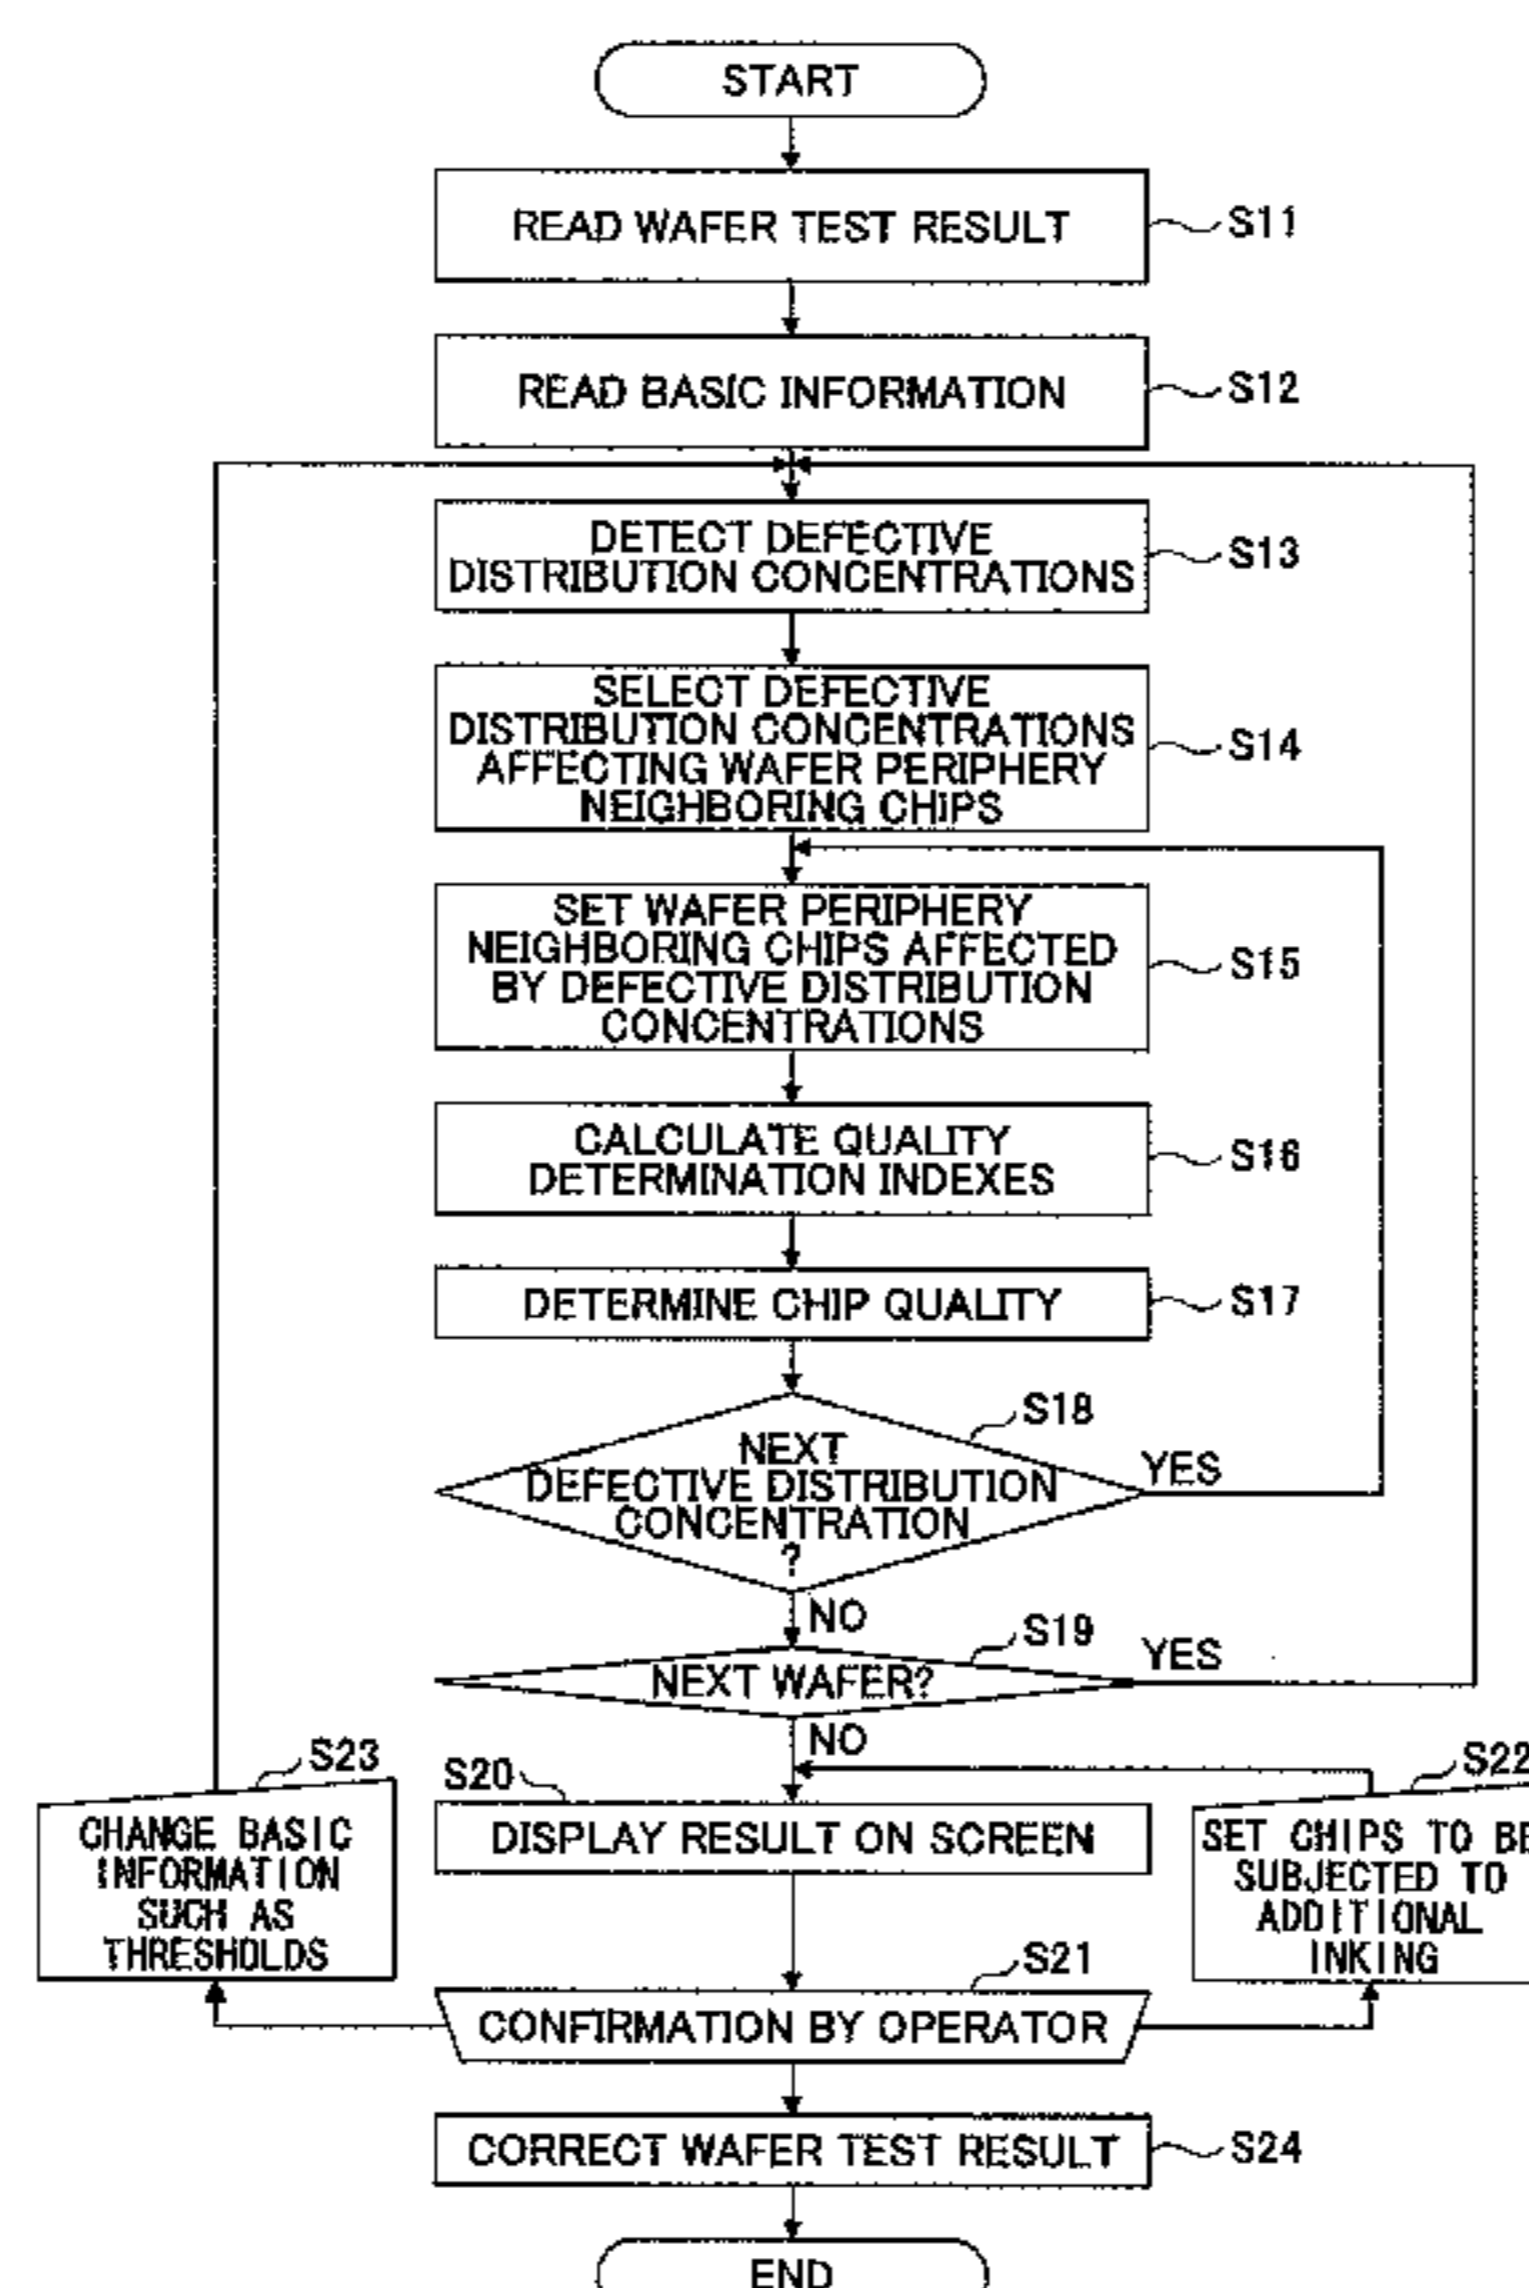 START
READ WAFER TEST RESULT
S11
READ BASIC INFORMATION
S12
DETECT DEFECTIVE
DISTRIBUTION CONCENTRATIONS
S13
SELECT DEFECTIVE
DISTRIBUTION CONCENTRATIONS
AFFECTING WAFER PERIPHERY
NEIGHBORING CHIPS
S14
SET WAFER PERIPHERY
NEIGHBORING CHIPS AFFECTED
BY DEFECTIVE DISTRIBUTION
CONCENTRATIONS
S15
CALCULATE QUALITY
DETERMINATION INDEXES
S16
DETERMINE CHIP QUALITY
S17
S18
NEXT
DEFECTIVE DISTRIBUTION
CONCENTRATION
?
YES
NO
S19
NEXT WAFER?
YES
NO
S23
CHANGE BASIC
INFORMATION
SUCH AS
THRESHOLDS
S20
DISPLAY RESULT ON SCREEN
S22
SET CHIPS TO BE
SUBJECTED TO
ADDITIONAL
INKING
S21
CONFIRMATION BY OPERATOR
CORRECT WAFER TEST RESULT
S24
END